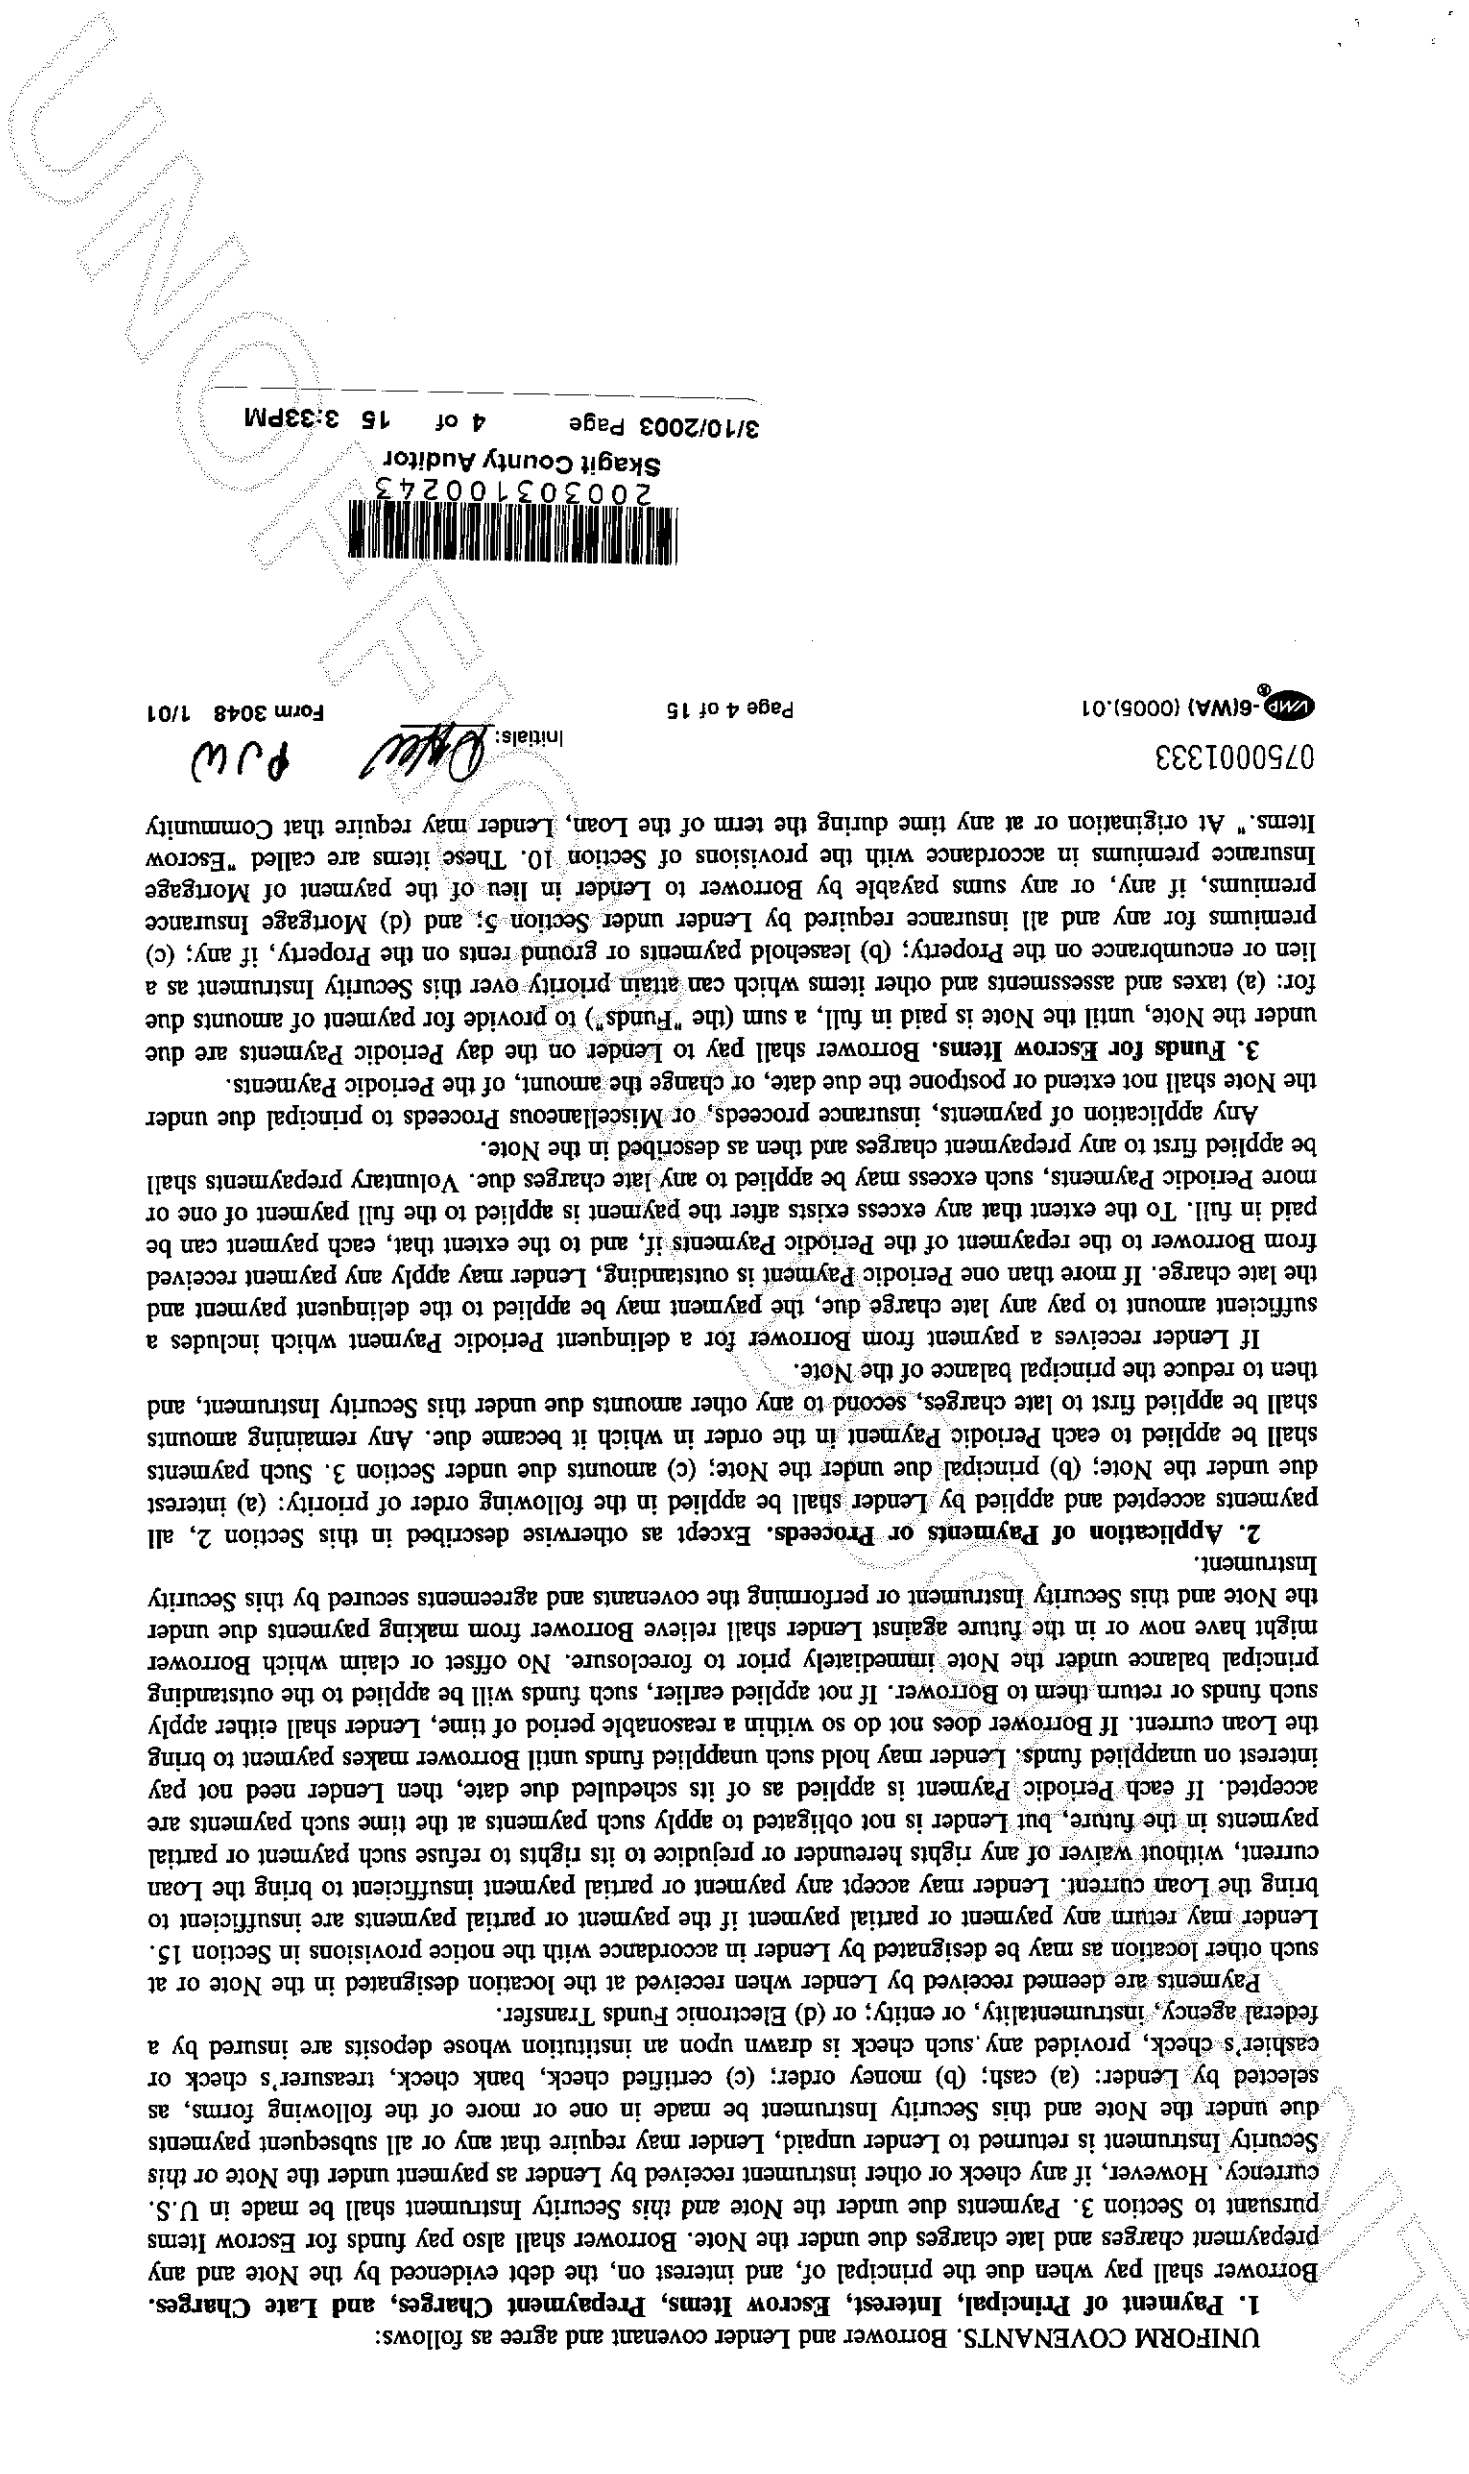 UNIFORM COVENANTS. Borrower and Lender covenant and agree as follows:
1. Payment of Principal, Interest, Escrow Items, Prepayment Charges, and Late Charges.
Borrower shall pay when due the principal of, and interest on, the debt evidenced by the Note and any
prepayment charges and late charges due under the Note. Borrower shall also pay funds for Escrow Items
pursuant to Section 3. Payments due under the Note and this Security Instrument shall be made in U.S.
currency. However, if any check or other instrument received by Lender as payment under the Note or this
Security Instrument is returned to Lender unpaid, Lender may require that any or all subsequent payments
due under the Note and this Security Instrument be made in one or more of the following forms, as
selected by Lender: (a) cash; (b) money order; (c) certified check, bank check, treasurer's check or
cashier's check, provided any such check is drawn upon an institution whose deposits are insured by a
federal agency, instrumentality, or entity; or (d) Electronic Funds Transfer.
Payments are deemed received by Lender when received at the location designated in the Note or at
such other location as may be designated by Lender in accordance with the notice provisions in Section 15.
Lender may return any payment or partial payment if the payment or partial payments are insufficient to
bring the Loan current. Lender may accept any payment or partial payment insufficient to bring the Loan
current, without waiver of any rights hereunder or prejudice to its rights to refuse such payment or partial
payments in the future, but Lender is not obligated to apply such payments at the time such payments are
accepted. If each Periodic Payment is applied as of its scheduled due date, then Lender need not pay
interest on unapplied funds. Lender may hold such unapplied funds until Borrower makes payment to bring
the Loan current. If Borrower does not do so within a reasonable period of time, Lender shall either apply
such funds or return them to Borrower. If not applied earlier, such funds will be applied to the outstanding
principal balance under the Note immediately prior to foreclosure. No offset or claim which Borrower
might have now or in the future against Lender shall relieve Borrower from making payments due under
the Note and this Security Instrument or performing the covenants and agreements secured by this Security
Instrument.
2. Application of Payments or Proceeds. Except as otherwise described in this Section 2, all
payments accepted and applied by Lender shall be applied in the following order of priority: (a) interest
due under the Note; (b) principal due under the Note; (c) amounts due under Section 3. Such payments
shall be applied to each Periodic Payment in the order in which it became due. Any remaining amounts
shall be applied first to late charges, second to any other amounts due under this Security Instrument, and
then to reduce the principal balance of the Note.
If Lender receives a payment from Borrower for a delinquent Periodic Payment which includes a
sufficient amount to pay any late charge due, the payment may be applied to the delinquent payment and
the late charge. If more than one Periodic Payment is outstanding, Lender may apply any payment received
from Borrower to the repayment of the Periodic Payments if, and to the extent that, each payment can be
paid in full. To the extent that any excess exists after the payment is applied to the full payment of one or
more Periodic Payments, such excess may be applied to any late charges due. Voluntary prepayments shall
be applied first to any prepayment charges and then as described in the Note.
Any application of payments, insurance proceeds, or Miscellaneous Proceeds to principal due under
the Note shall not extend or postpone the due date, or change the amount, of the Periodic Payments.
3. Funds for Escrow Items. Borrower shall pay to Lender on the day Periodic Payments are due
under the Note, until the Note is paid in full, a sum (the "Funds") to provide for payment of amounts due
for: (a) taxes and assessments and other items which can attain priority over this Security Instrument as a
lien or encumbrance on the Property; (b) leasehold payments or ground rents on the Property, if any; (c)
premiums for any and all insurance required by Lender under Section 5; and (d) Mortgage Insurance
premiums, if any, or any sums payable by Borrower to Lender in lieu of the payment of Mortgage
Insurance premiums in accordance with the provisions of Section 10. These items are called "Escrow
Items." At origination or at any time during the term of the Loan, Lender may require that Community
0750001333
Initials: PJW
VMP®-6(WA) (0005).01 Page 4 of 15 Form 3048 1/01
200303100243
Skagit County Auditor
3/10/2003 Page 4 of 15 3:33PM
UNOFFICIAL DOCUMENT